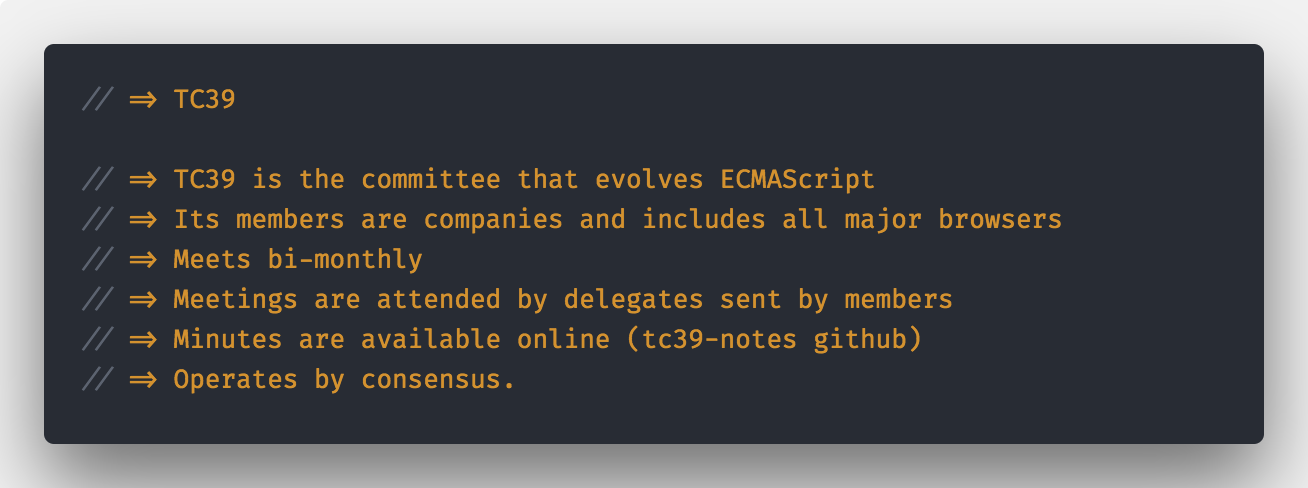 // => TC39
// => TC39 is the committee that evolves ECMAScript
// => Its members are companies and includes all major browsers
// => Meets bi-monthly
// => Meetings are attended by delegates sent by members
// => Minutes are available online (tc39-notes github)
// => Operates by consensus.